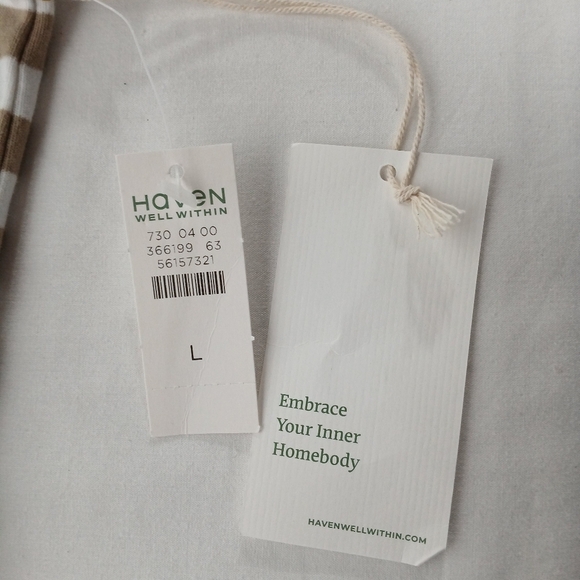 Haven
WELL WITHIN
730 04 00
366199 63
56157321
L
Embrace
Your Inner
Homebody
HAVENWELLWITHIN.COM